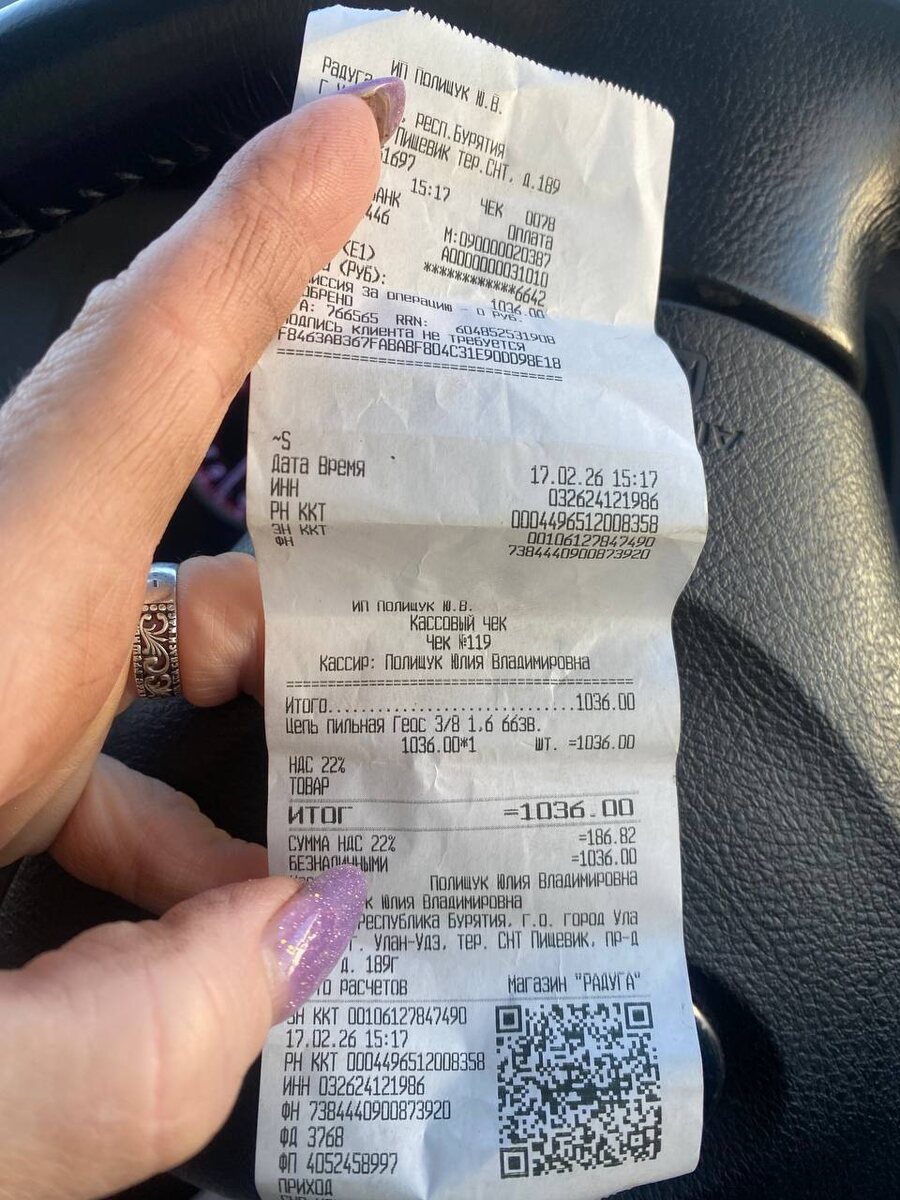 ИП Полищук Ю.В.
Радуга
Г
. респ.Бурятия
Пищевик тер.СНТ, д.189
1697
15:17 ЧЕК 0078
БАНК Оплата
446 М:090000020387
A0000000031010
(E1) ************6642
(РУБ): 1036.00
иссия за операцию - 0 руб.
ОБРЕНО
А: 766565 RRN: 604852531908
одпись клиента не требуется
F8463AB367FABABF8D4C31E9DDD98E18
==========================================
~S
Дата Время 17.02.26 15:17
ИНН 032624121986
РН ККТ 0004496512008358
ЗН ККТ 00106127847490
ФН 7384440900873920
ИП Полищук Ю.В.
Кассовый чек
Чек №119
Кассир: Полищук Юлия Владимировна
==========================================
Итого............................1036.00
Цепь пильная Геос 3/8 1.6 66зв.
1036.00*1 шт. =1036.00
НДС 22%
ТОВАР
ИТОГ =1036.00
СУММА НДС 22% =186.82
БЕЗНАЛИЧНЫМИ =1036.00
Полищук Юлия Владимировна
к Юлия Владимировна
Республика Бурятия, г.о. город Ула
г. Улан-Удэ, тер. СНТ Пищевик, пр-д
д. 189г
то расчетов Магазин "РАДУГА"
ЗН ККТ 00106127847490
17.02.26 15:17
РН ККТ 0004496512008358
ИНН 032624121986
ФН 7384440900873920
ФД 3768
ФП 4052458997
ПРИХОД